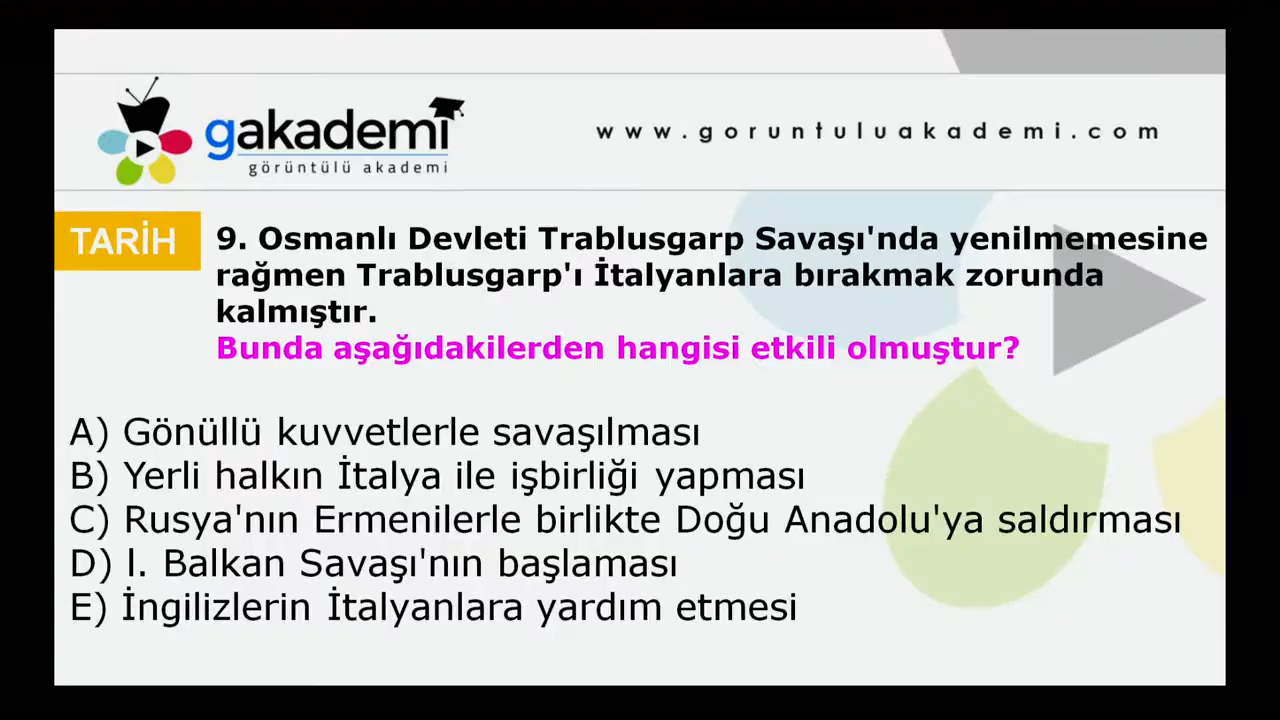 gakademi
görüntülü akademi
www.goruntuluakademi.com
TARİH
9. Osmanlı Devleti Trablusgarp Savaşı'nda yenilmemesine
rağmen Trablusgarp'ı İtalyanlara bırakmak zorunda
kalmıştır.
Bunda aşağıdakilerden hangisi etkili olmuştur?
A) Gönüllü kuvvetlerle savaşılması
B) Yerli halkın İtalya ile işbirliği yapması
C) Rusya'nın Ermenilerle birlikte Doğu Anadolu'ya saldırması
D) l. Balkan Savaşı'nın başlaması
E) İngilizlerin İtalyanlara yardım etmesi